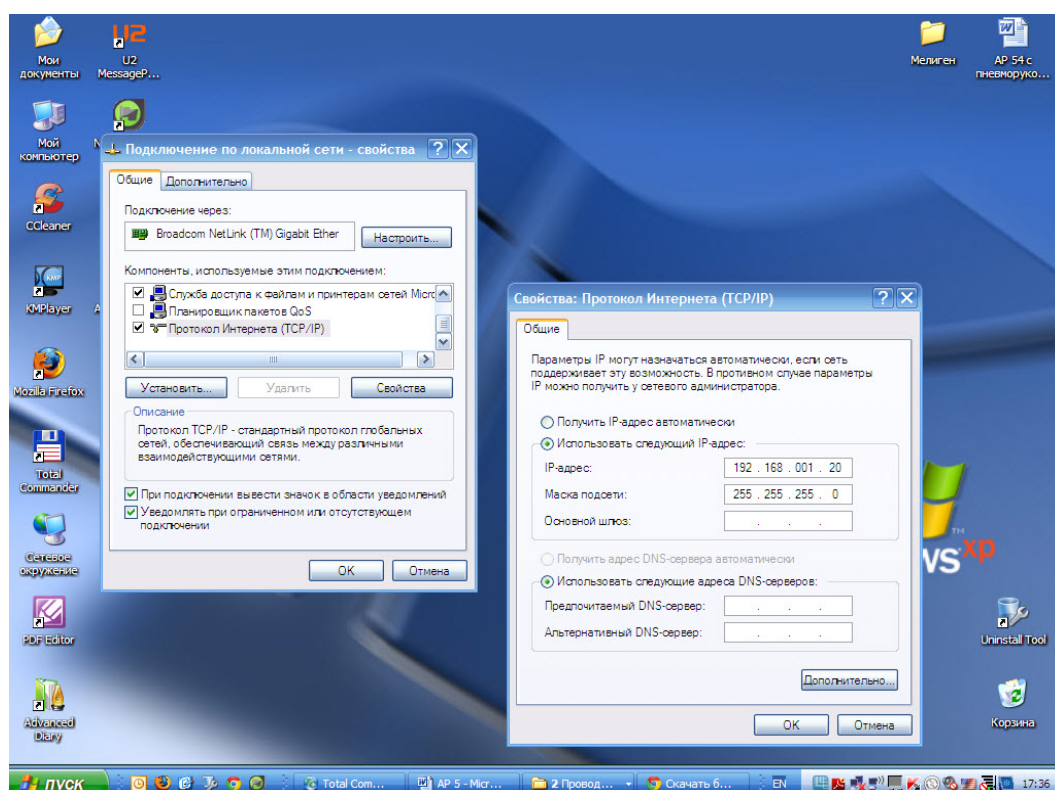 Мои
документы
U2
MessageP...
Мелиген
АР 54 с
пневморуко...
Мой
компьютер
CCleaner
KMPlayer
Mozilla Firefox
Total
Commander
Сетевое
окружение
PDF Editor
Advanced
Diary
Подключение по локальной сети - свойства
Общие
Дополнительно
Подключение через:
Broadcom NetLink (TM) Gigabit Ether
Настроить...
Компоненты, используемые этим подключением:
Служба доступа к файлам и принтерам сетей Micro
Планировщик пакетов QoS
Протокол Интернета (TCP/IP)
Установить...
Удалить
Свойства
Описание
Протокол TCP/IP - стандартный протокол глобальных
сетей, обеспечивающий связь между различными
взаимодействующими сетями.
При подключении вывести значок в области уведомлений
Уведомлять при ограниченном или отсутствующем
подключении
OK
Отмена
Свойства: Протокол Интернета (TCP/IP)
Общие
Параметры IP могут назначаться автоматически, если сеть
поддерживает эту возможность. В противном случае параметры
IP можно получить у сетевого администратора.
Получить IP-адрес автоматически
Использовать следующий IP-адрес:
IP-адрес:
192 . 168 . 001 . 20
Маска подсети:
255 . 255 . 255 . 0
Основной шлюз:
Получить адрес DNS-сервера автоматически
Использовать следующие адреса DNS-серверов:
Предпочитаемый DNS-сервер:
Альтернативный DNS-сервер:
Дополнительно...
OK
Отмена
TM
ws xp
Uninstall Tool
Корзина
пуск
Total Com...
AP 5 - Micr...
2 Провод...
Скачать б...
EN
17:36